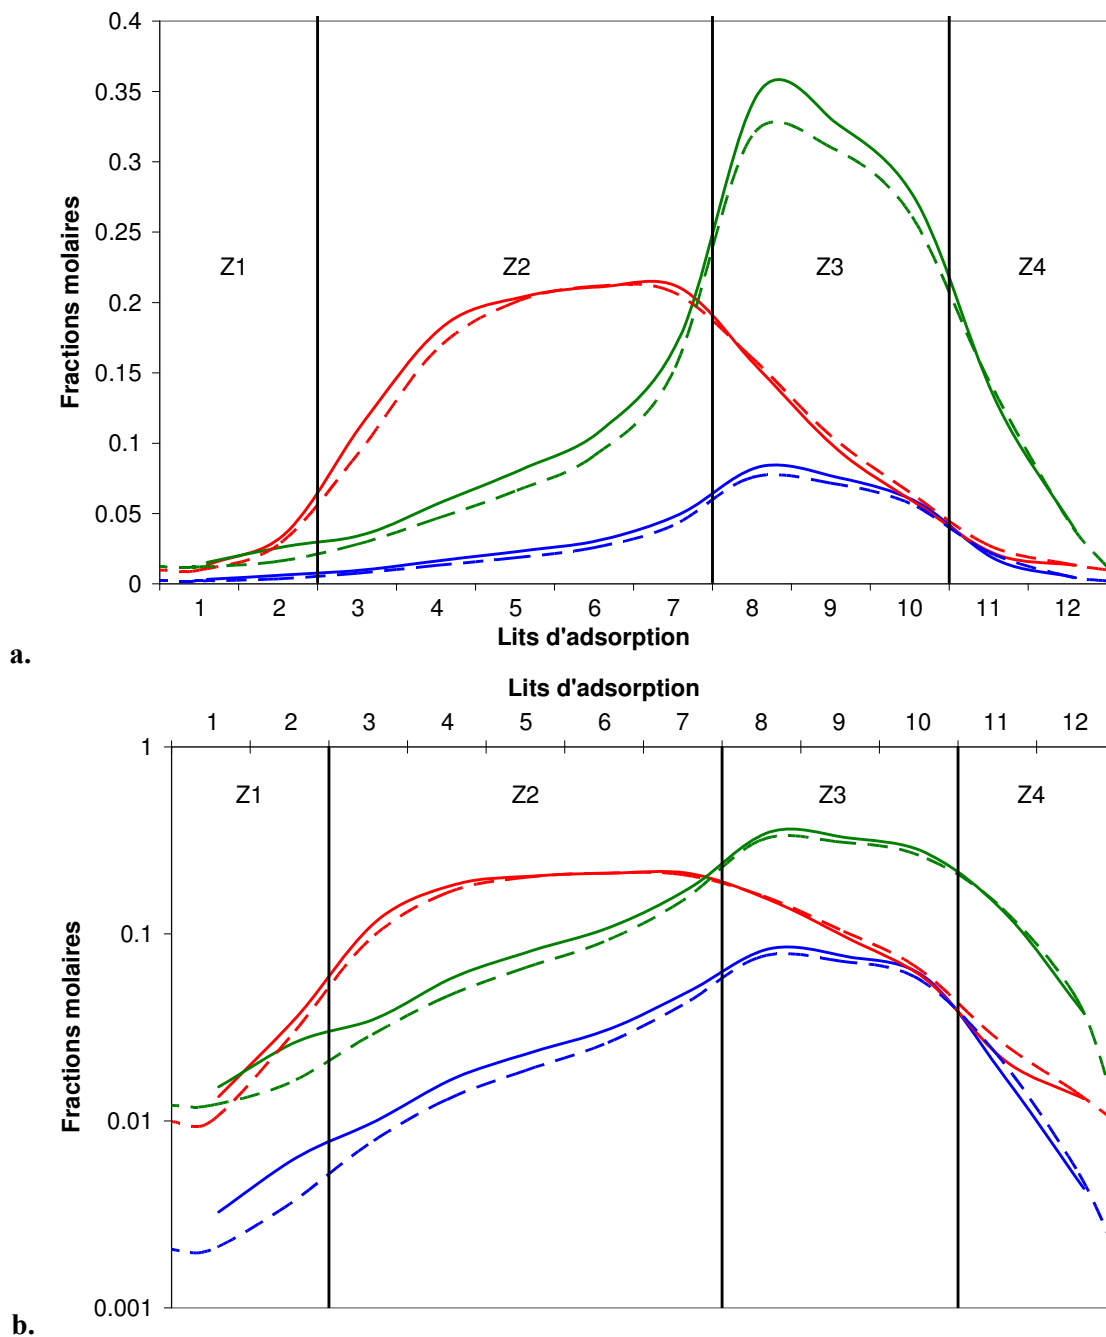 0.4
0.35
0.3
0.25
0.2
0.15
0.1
0.05
0
Fractions molaires
Z1 Z2 Z3 Z4
1 2 3 4 5 6 7 8 9 10 11 12
Lits d'adsorption
a.
Lits d'adsorption
1 2 3 4 5 6 7 8 9 10 11 12
1
0.1
0.01
0.001
Fractions molaires
Z1 Z2 Z3 Z4
b.